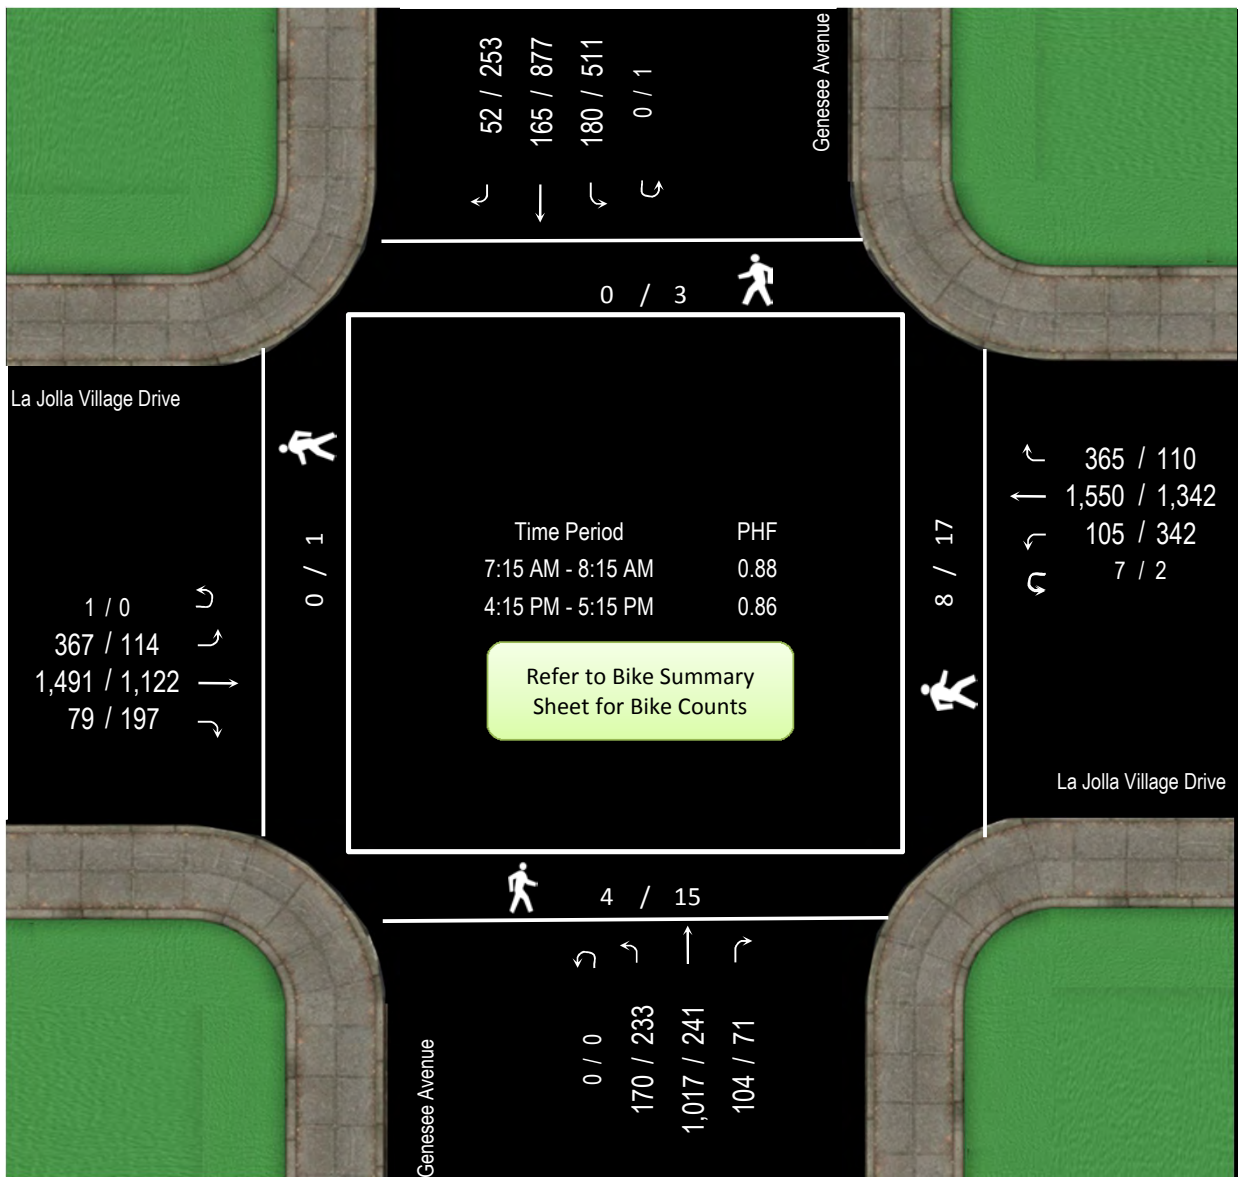 52 / 253
165 / 877
180 / 511
0 / 1
Genesee Avenue
0 / 3
La Jolla Village Drive
365 / 110
1,550 / 1,342
105 / 342
7 / 2
0 / 1
Time Period PHF
7:15 AM - 8:15 AM 0.88
4:15 PM - 5:15 PM 0.86
8 / 17
1 / 0
367 / 114
1,491 / 1,122
79 / 197
Refer to Bike Summary
Sheet for Bike Counts
La Jolla Village Drive
4 / 15
Genesee Avenue
0 / 0
170 / 233
1,017 / 241
104 / 71